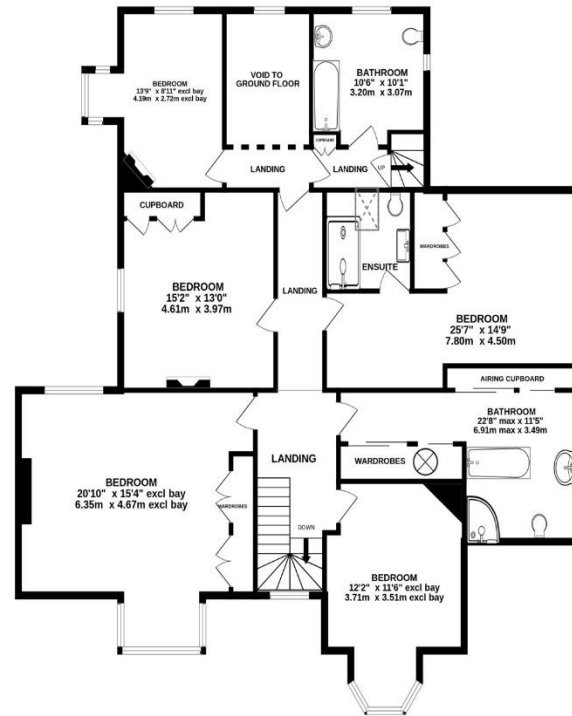 BEDROOM
13'9" x 8'11" excl bay
4.19m x 2.72m excl bay
VOID TO
GROUND FLOOR
BATHROOM
10'6" x 10'1"
3.20m x 3.07m
CUPBOARD
LANDING
LANDING
UP
CUPBOARD
BEDROOM
15'2" x 13'0"
4.61m x 3.97m
LANDING
ENSUITE
WARDROBES
BEDROOM
25'7" x 14'9"
7.80m x 4.50m
AIRING CUPBOARD
BATHROOM
22'8" max x 11'5"
6.91m max x 3.49m
WARDROBES
LANDING
DOWN
BEDROOM
20'10" x 15'4" excl bay
6.35m x 4.67m excl bay
WARDROBES
BEDROOM
12'2" x 11'6" excl bay
3.71m x 3.51m excl bay